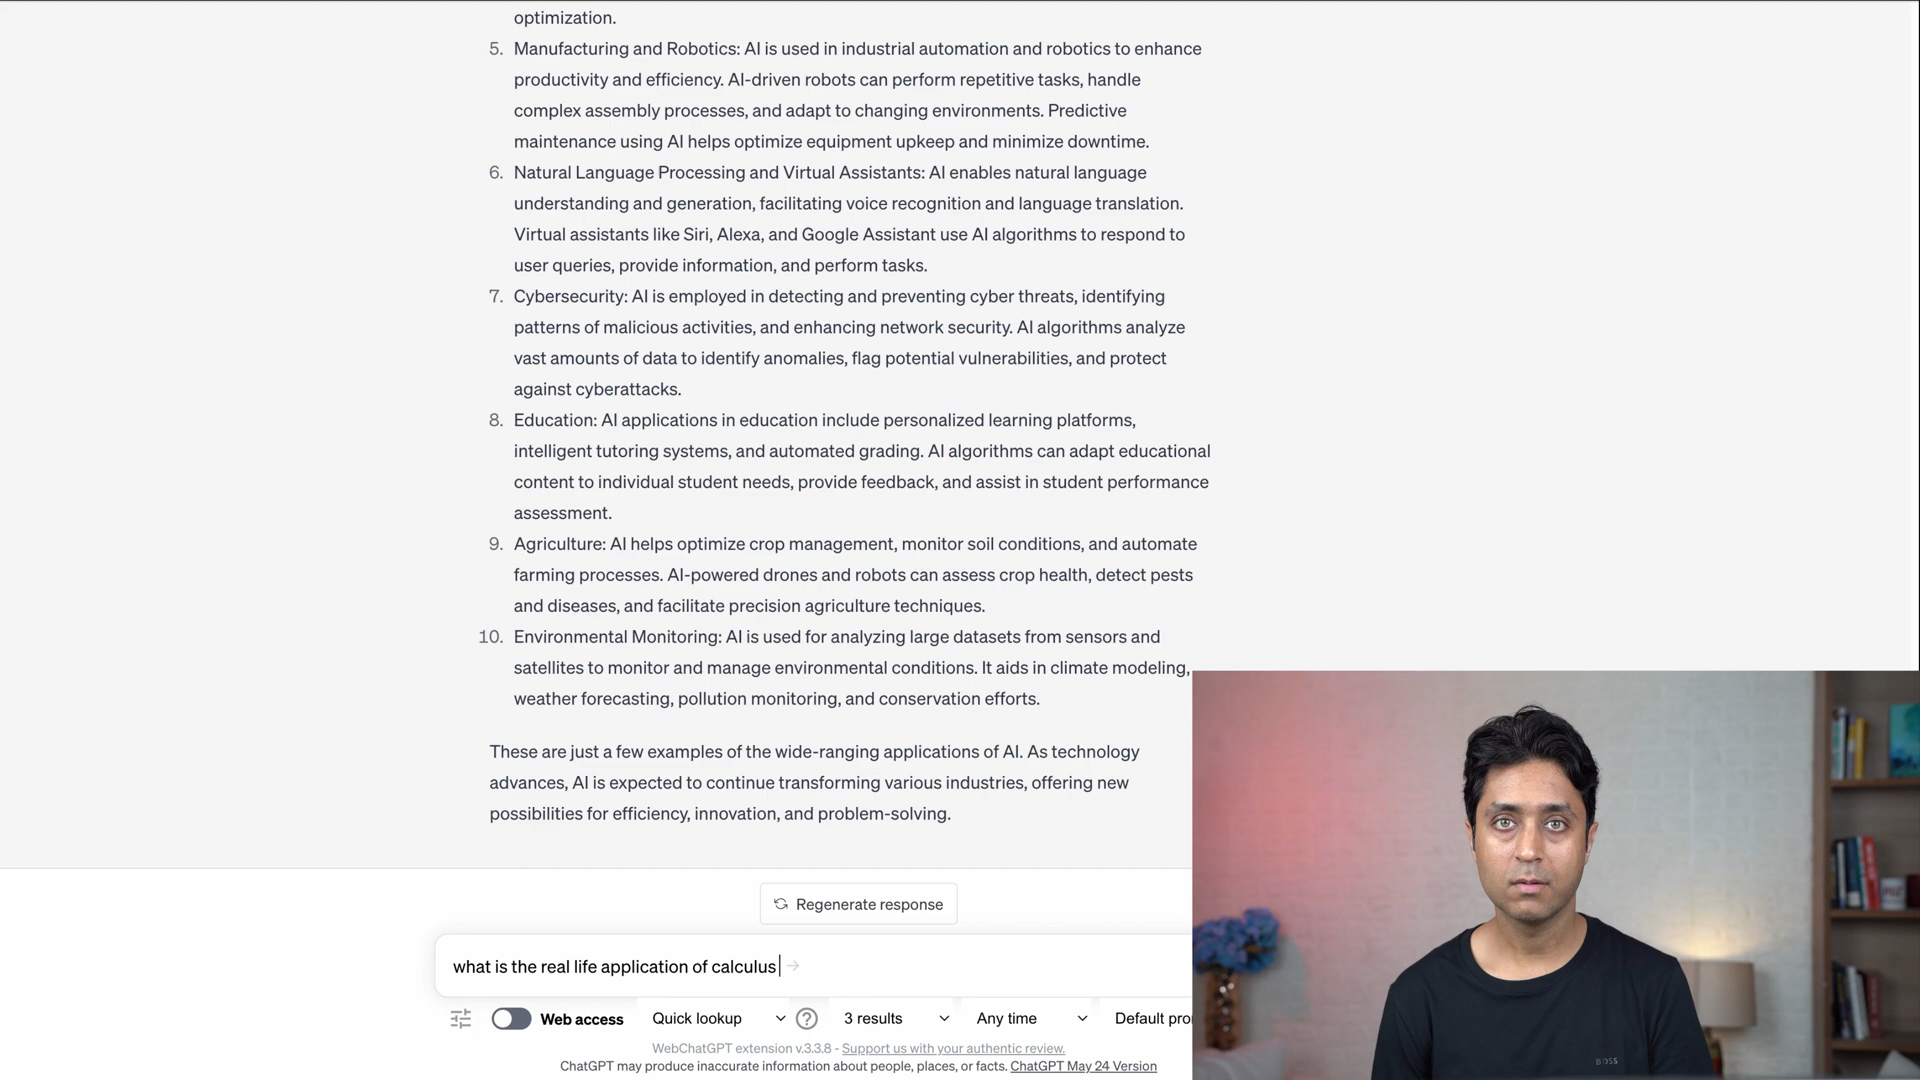 optimization.
5. Manufacturing and Robotics: AI is used in industrial automation and robotics to enhance
productivity and efficiency. AI-driven robots can perform repetitive tasks, handle
complex assembly processes, and adapt to changing environments. Predictive
maintenance using AI helps optimize equipment upkeep and minimize downtime.
6. Natural Language Processing and Virtual Assistants: AI enables natural language
understanding and generation, facilitating voice recognition and language translation.
Virtual assistants like Siri, Alexa, and Google Assistant use AI algorithms to respond to
user queries, provide information, and perform tasks.
7. Cybersecurity: AI is employed in detecting and preventing cyber threats, identifying
patterns of malicious activities, and enhancing network security. AI algorithms analyze
vast amounts of data to identify anomalies, flag potential vulnerabilities, and protect
against cyberattacks.
8. Education: AI applications in education include personalized learning platforms,
intelligent tutoring systems, and automated grading. AI algorithms can adapt educational
content to individual student needs, provide feedback, and assist in student performance
assessment.
9. Agriculture: AI helps optimize crop management, monitor soil conditions, and automate
farming processes. AI-powered drones and robots can assess crop health, detect pests
and diseases, and facilitate precision agriculture techniques.
10. Environmental Monitoring: AI is used for analyzing large datasets from sensors and
satellites to monitor and manage environmental conditions. It aids in climate modeling,
weather forecasting, pollution monitoring, and conservation efforts.
These are just a few examples of the wide-ranging applications of AI. As technology
advances, AI is expected to continue transforming various industries, offering new
possibilities for efficiency, innovation, and problem-solving.
Regenerate response
what is the real life application of calculus
Web access Quick lookup 3 results Any time Default pro
WebChatGPT extension v.3.3.8 - Support us with your authentic review.
ChatGPT may produce inaccurate information about people, places, or facts. ChatGPT May 24 Version
BOSS